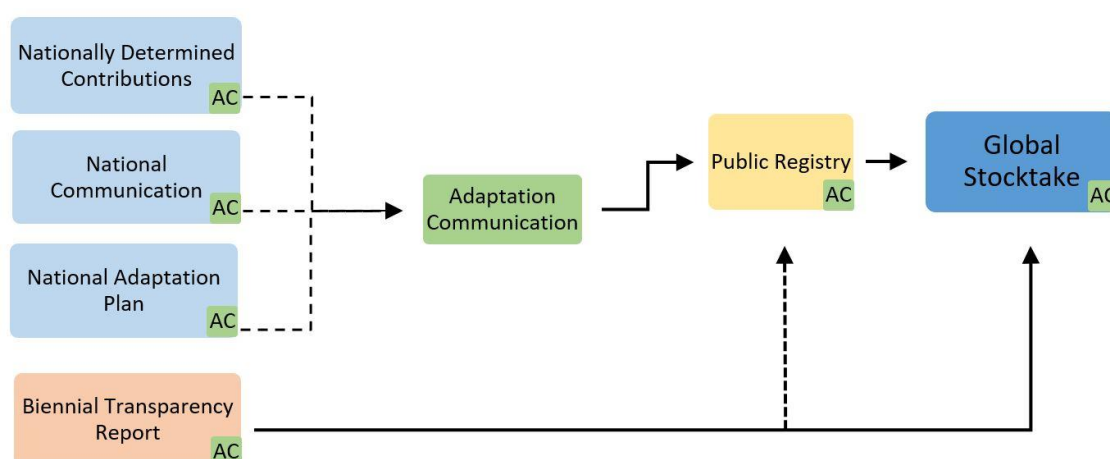 Nationally Determined
Contributions
AC
National
Communication
AC
National Adaptation
Plan
AC
Biennial Transparency
Report
AC
Adaptation
Communication
Public Registry
AC
Global
Stocktake
AC